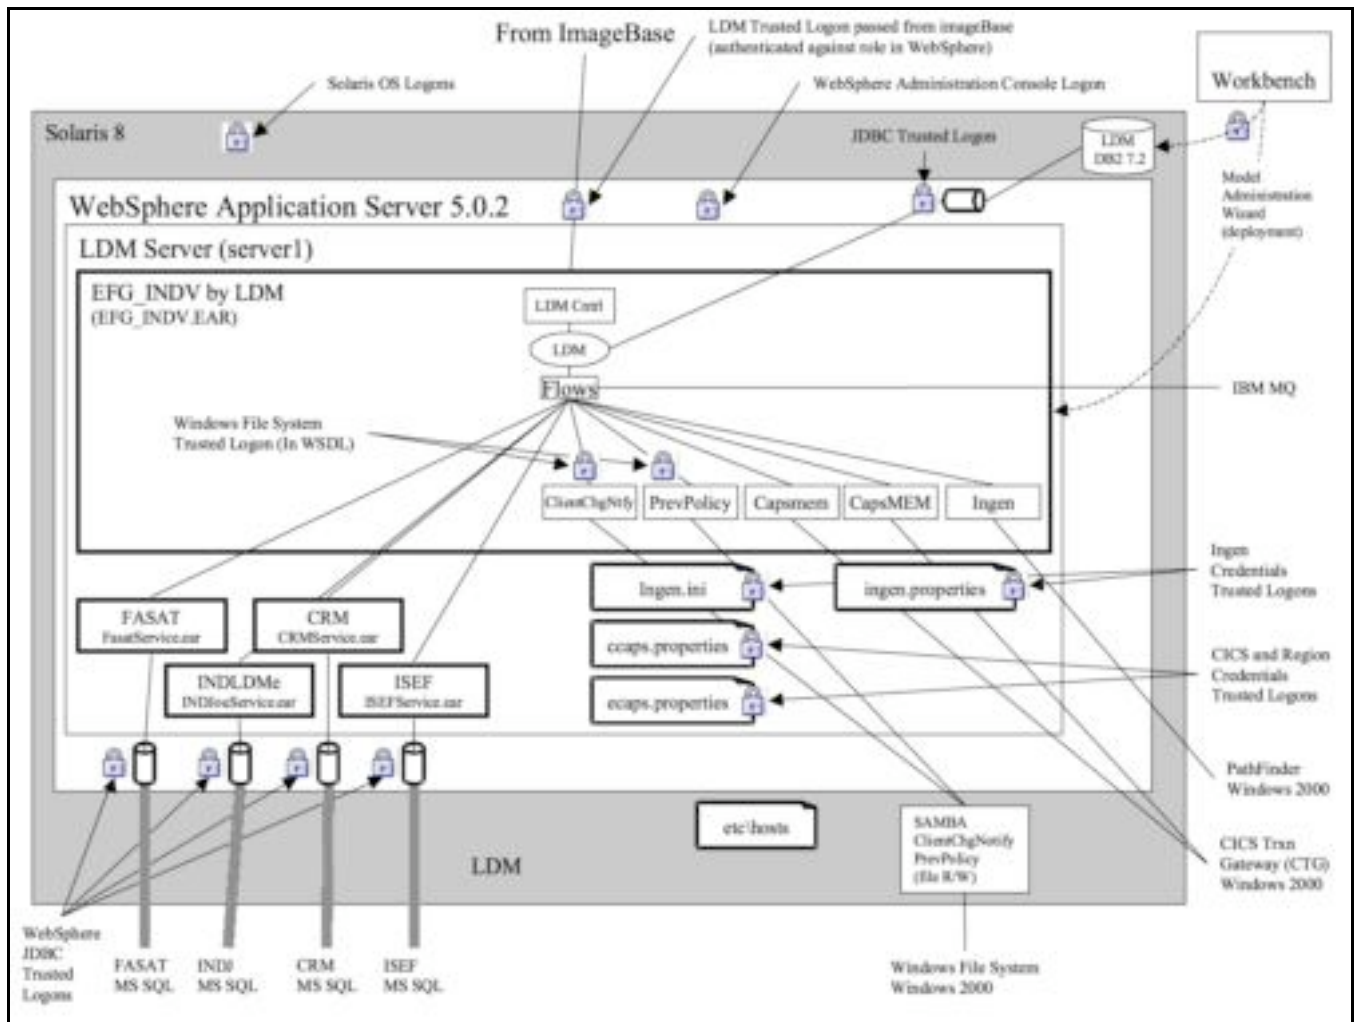 From ImageBase
LDM Trusted Logon passed from imageBase
(authenticated against role in WebSphere)
Solaris OS Logons
WebSphere Administration Console Logon
Workbench
Solaris 8
JDBC Trusted Logon
LDM
DB2 7.2
Model
Administration
Wizard
(deployment)
WebSphere Application Server 5.0.2
LDM Server (server1)
EFG_INDV by LDM
(EFG_INDV.EAR)
LDM Cntl
LDM
Flows
IBM MQ
Windows File System
Trusted Logon (In WSDL)
ClientChgNtfy
PrevPolicy
Capsmem
CapsMEM
Ingen
Ingen.ini
ingen.properties
Ingen
Credentials
Trusted Logons
FASAT
FasatService.ear
CRM
CRMService.ear
ccaps.properties
CICS and Region
Credentials
Trusted Logons
INDLDMe
ISEF
ISEFService.ear
ecaps.properties
PathFinder
Windows 2000
etc\hosts
SAMBA
ClientChgNotify
PrevPolicy
(file R/W)
CICS Trxn
Gateway (CTG)
Windows 2000
LDM
WebSphere
JDBC
Trusted
Logons
FASAT
MS SQL
INDJ
MS SQL
CRM
MS SQL
ISEF
MS SQL
Windows File System
Windows 2000